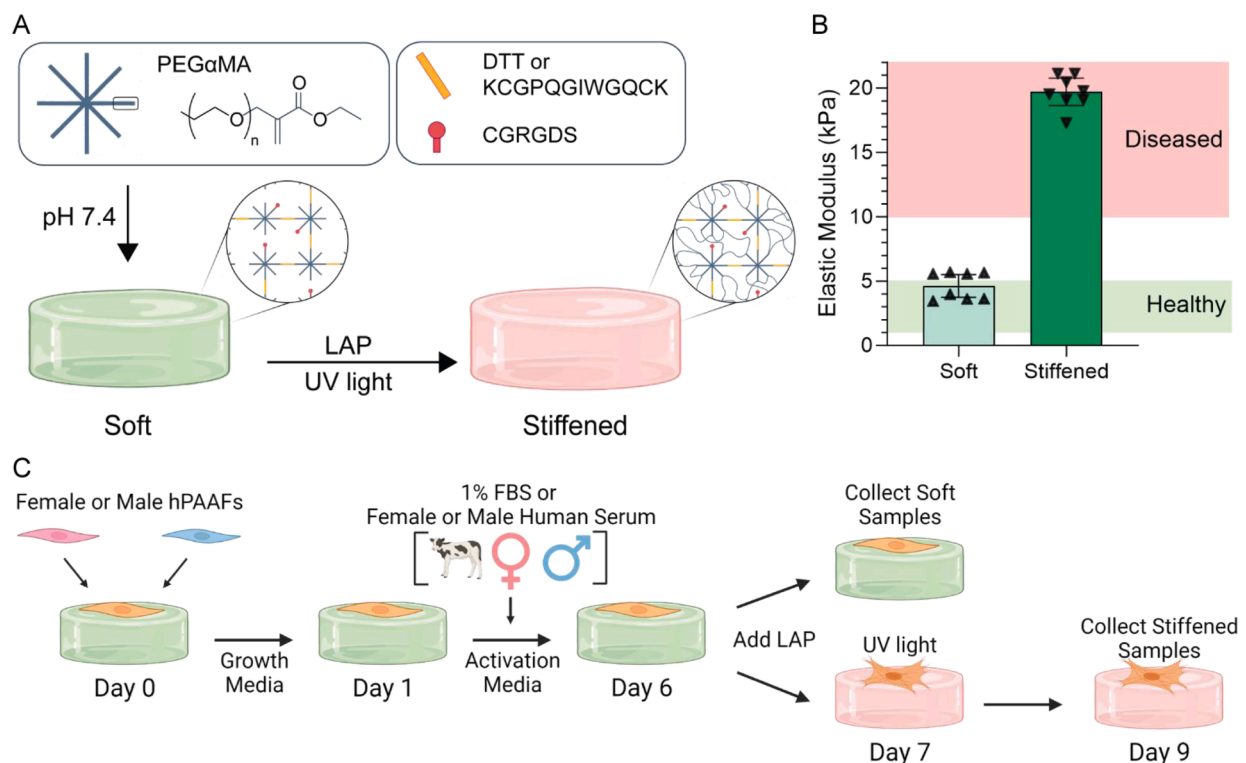 A
PEGαMA
O
O
O
n
DTT or
KCGPQGIWGQCK
CGRGDS
pH 7.4
LAP
UV light
Soft
Stiffened
B
Elastic Modulus (kPa)
20
15
10
5
0
Diseased
Healthy
Soft
Stiffened
C
Female or Male hPAAFs
1% FBS or
Female or Male Human Serum
Growth
Media
Activation
Media
Day 0
Day 1
Day 6
Add LAP
Collect Soft
Samples
UV light
Day 7
Collect Stiffened
Samples
Day 9